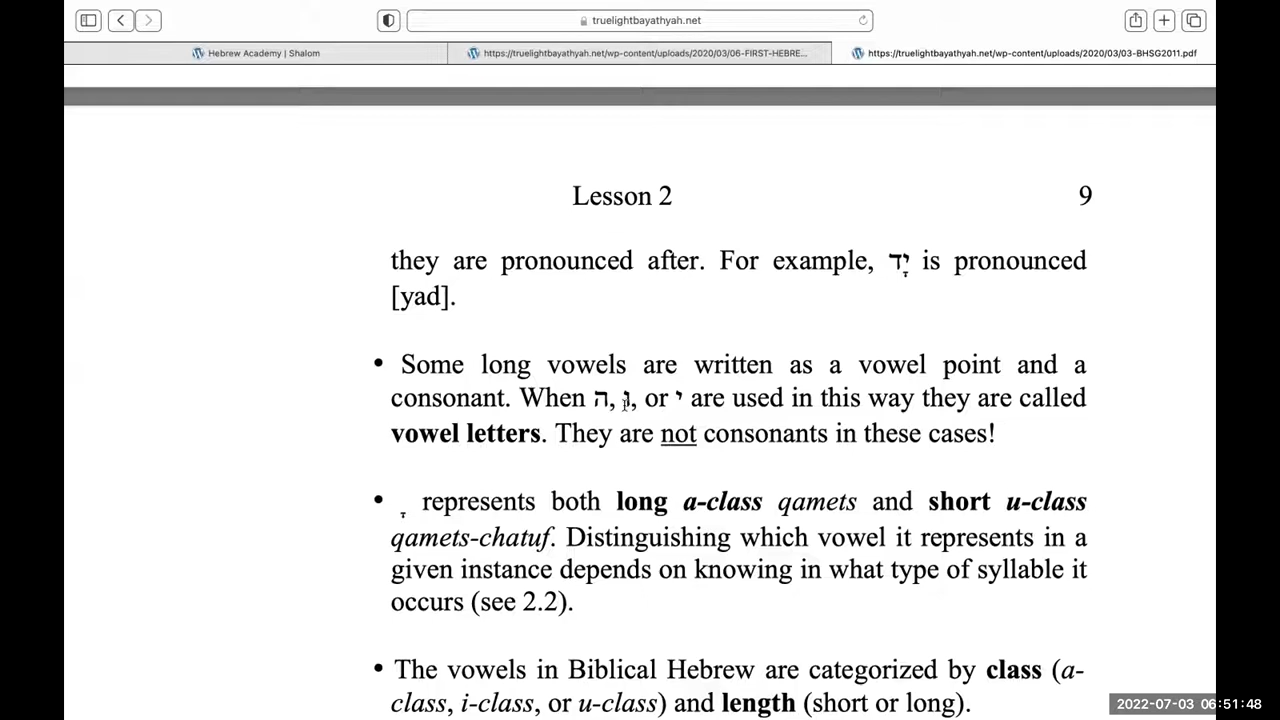 truelightbayathyah.net
Hebrew Academy | Shalom
https://truelightbayathyah.net/wp-content/uploads/2020/03/06-FIRST-HEBRE...
https://truelightbayathyah.net/wp-content/uploads/2020/03/03-BHSG2011.pdf
Lesson 2 9
they are pronounced after. For example, יָד is pronounced
[yad].
• Some long vowels are written as a vowel point and a
consonant. When ה, ו, or י are used in this way they are called
vowel letters. They are not consonants in these cases!
• ָ represents both long a-class qamets and short u-class
qamets-chatuf. Distinguishing which vowel it represents in a
given instance depends on knowing in what type of syllable it
occurs (see 2.2).
• The vowels in Biblical Hebrew are categorized by class (a-
class, i-class, or u-class) and length (short or long).
2022-07-03 06:51:48